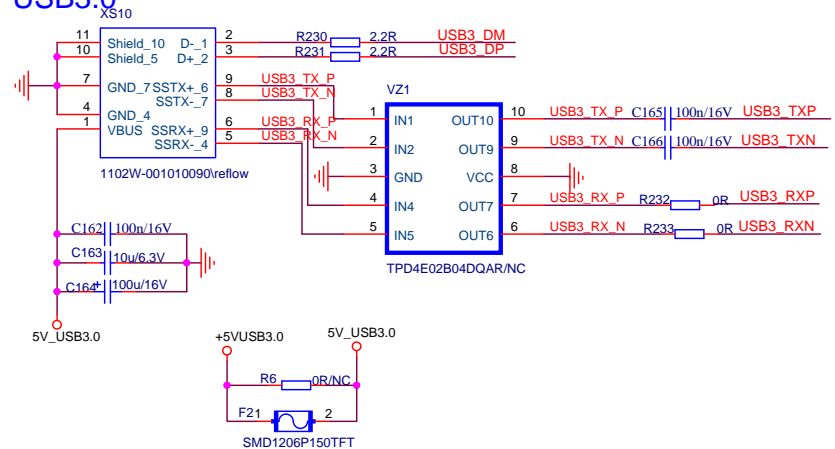 USB3.0
XS10
11 Shield_10 D-_1 2 R230 2.2R USB3_DM
10 Shield_5 D+_2 3 R231 2.2R USB3_DP
7 GND_7 SSTX+_6 9 USB3_TX_P
SSTX-_7 8 USB3_TX_N
4 GND_4
1 VBUS SSRX+_9 6 USB3_RX_P
SSRX-_4 5 USB3_RX_N
1102W-001010090\reflow
VZ1
1 IN1 OUT10 10 USB3_TX_P C165 100n/16V USB3_TXP
2 IN2 OUT9 9 USB3_TX_N C166 100n/16V USB3_TXN
3 GND VCC 8
4 IN4 OUT7 7 USB3_RX_P R232 0R USB3_RXP
5 IN5 OUT6 6 USB3_RX_N R233 0R USB3_RXN
TPD4E02B04DQAR/NC
C162 100n/16V
C163 10u/6.3V
C164 + 100u/16V
5V_USB3.0
+5VUSB3.0 5V_USB3.0
R6 0R/NC
F2 1 2
SMD1206P150TFT